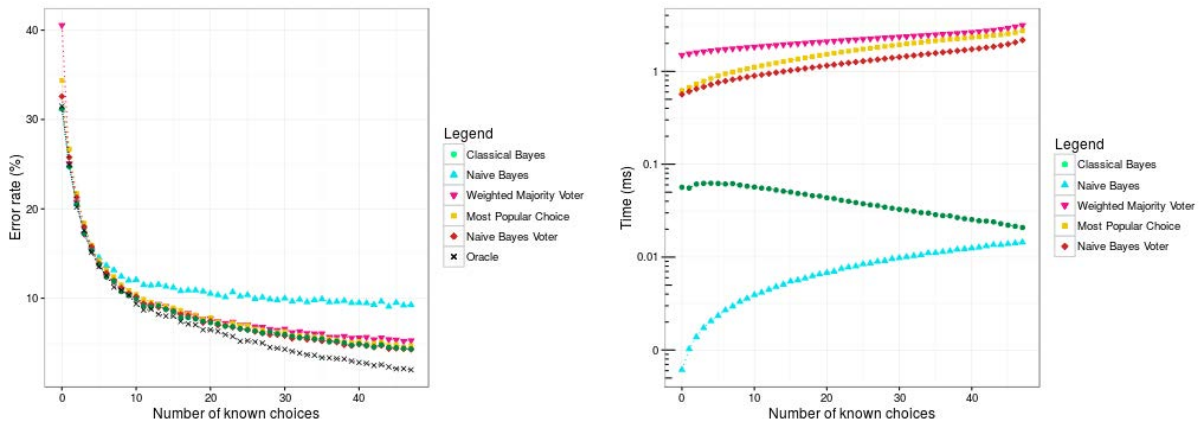 40
30
20
10
Error rate (%)
0
10
20
30
40
Number of known choices
Legend
Classical Bayes
Naive Bayes
Weighted Majority Voter
Most Popular Choice
Naive Bayes Voter
Oracle
1
0.1
0.01
0
Time (ms)
0
10
20
30
40
Number of known choices
Legend
Classical Bayes
Naive Bayes
Weighted Majority Voter
Most Popular Choice
Naive Bayes Voter